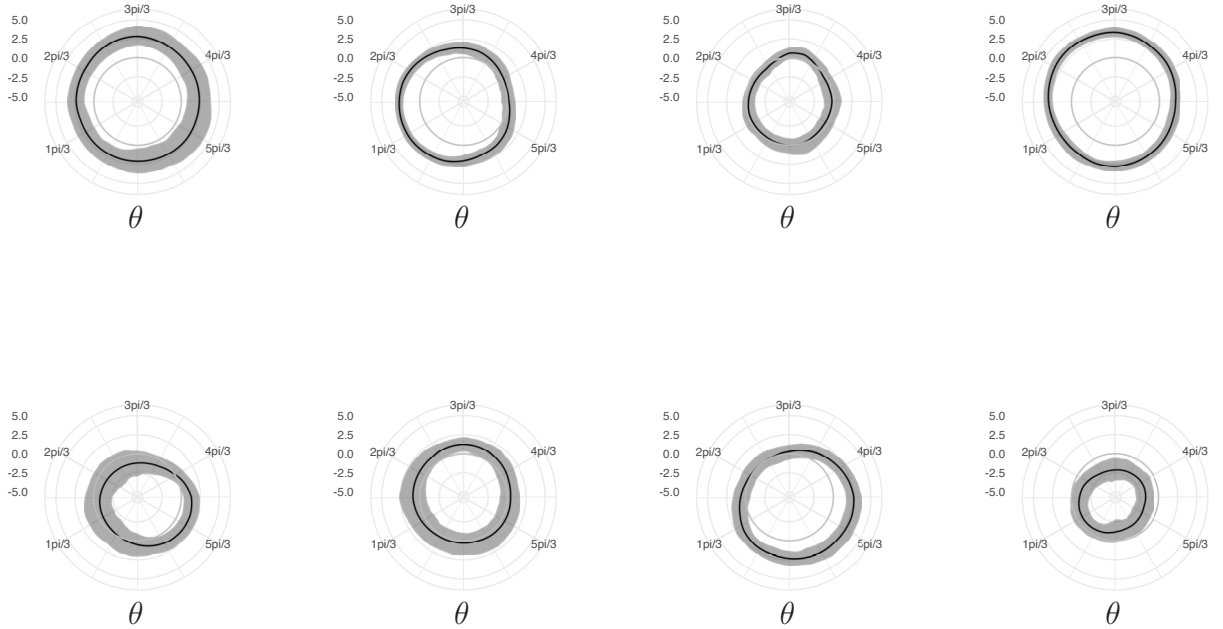 3pi/3 3pi/3 3pi/3 3pi/3
5.0 5.0 5.0 5.0
2.5 2pi/3 4pi/3 2.5 2pi/3 4pi/3 2.5 2pi/3 4pi/3 2.5 2pi/3 4pi/3
0.0 0.0 0.0 0.0
-2.5 -2.5 -2.5 -2.5
-5.0 -5.0 -5.0 -5.0
1pi/3 5pi/3 1pi/3 5pi/3 1pi/3 5pi/3 1pi/3 5pi/3
θ θ θ θ
3pi/3 3pi/3 3pi/3 3pi/3
5.0 5.0 5.0 5.0
2.5 2pi/3 4pi/3 2.5 2pi/3 4pi/3 2.5 2pi/3 4pi/3 2.5 2pi/3 4pi/3
0.0 0.0 0.0 0.0
-2.5 -2.5 -2.5 -2.5
-5.0 -5.0 -5.0 -5.0
1pi/3 5pi/3 1pi/3 5pi/3 1pi/3 5pi/3 1pi/3 5pi/3
θ θ θ θ